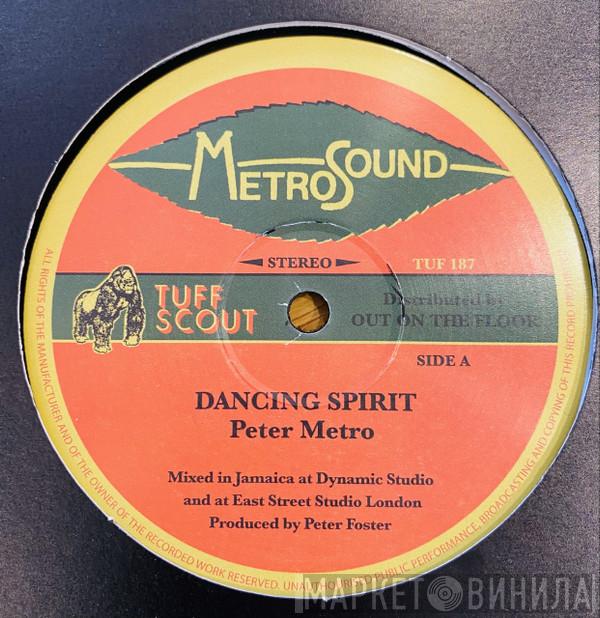 METROSOUND
STEREO
TUF 187
TUFF
SCOUT
Distributed by
OUT ON THE FLOOR
SIDE A
DANCING SPIRIT
Peter Metro
Mixed in Jamaica at Dynamic Studio
and at East Street Studio London
Produced by Peter Foster
ALL RIGHTS OF THE MANUFACTURER AND OF THE OWNER OF THE RECORDED WORK RESERVED. UNAUTHORISED PUBLIC PERFORMANCE, BROADCASTING AND COPYING OF THIS RECORD PROHIBITED
МАРКЕТ ВИНИЛА